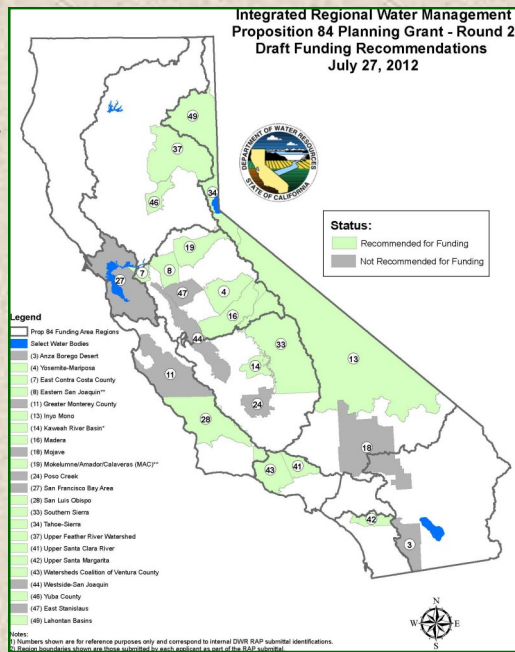 Integrated Regional Water Management
Proposition 84 Planning Grant - Round 2
Draft Funding Recommendations
July 27, 2012
DEPARTMENT OF WATER RESOURCES
STATE OF CALIFORNIA
Status:
Recommended for Funding
Not Recommended for Funding
49
37
34
46
19
7
8
27
47
4
16
44
33
13
14
11
24
28
18
43
41
42
3
Legend
Prop 84 Funding Area Regions
Select Water Bodies
(3) Anza Borego Desert
(4) Yosemite-Mariposa
(7) East Contra Costa County
(8) Eastern San Joaquin**
(11) Greater Monterey County
(13) Inyo Mono
(14) Kaweah River Basin*
(16) Madera
(18) Mojave
(19) Mokelumne/Amador/Calaveras (MAC)**
(24) Poso Creek
(27) San Francisco Bay Area
(28) San Luis Obispo
(33) Southern Sierra
(34) Tahoe-Sierra
(37) Upper Feather River Watershed
(41) Upper Santa Clara River
(42) Upper Santa Margarita
(43) Watersheds Coalition of Ventura County
(44) Westside-San Joaquin
(46) Yuba County
(47) East Stanislaus
(49) Lahontan Basins
Notes:
1) Numbers shown are for reference purposes only and correspond to internal DWR RAP submittal identifications.
2) Region boundaries shown are those submitted by each applicant as part of the RAP submittal.
N
W E
S